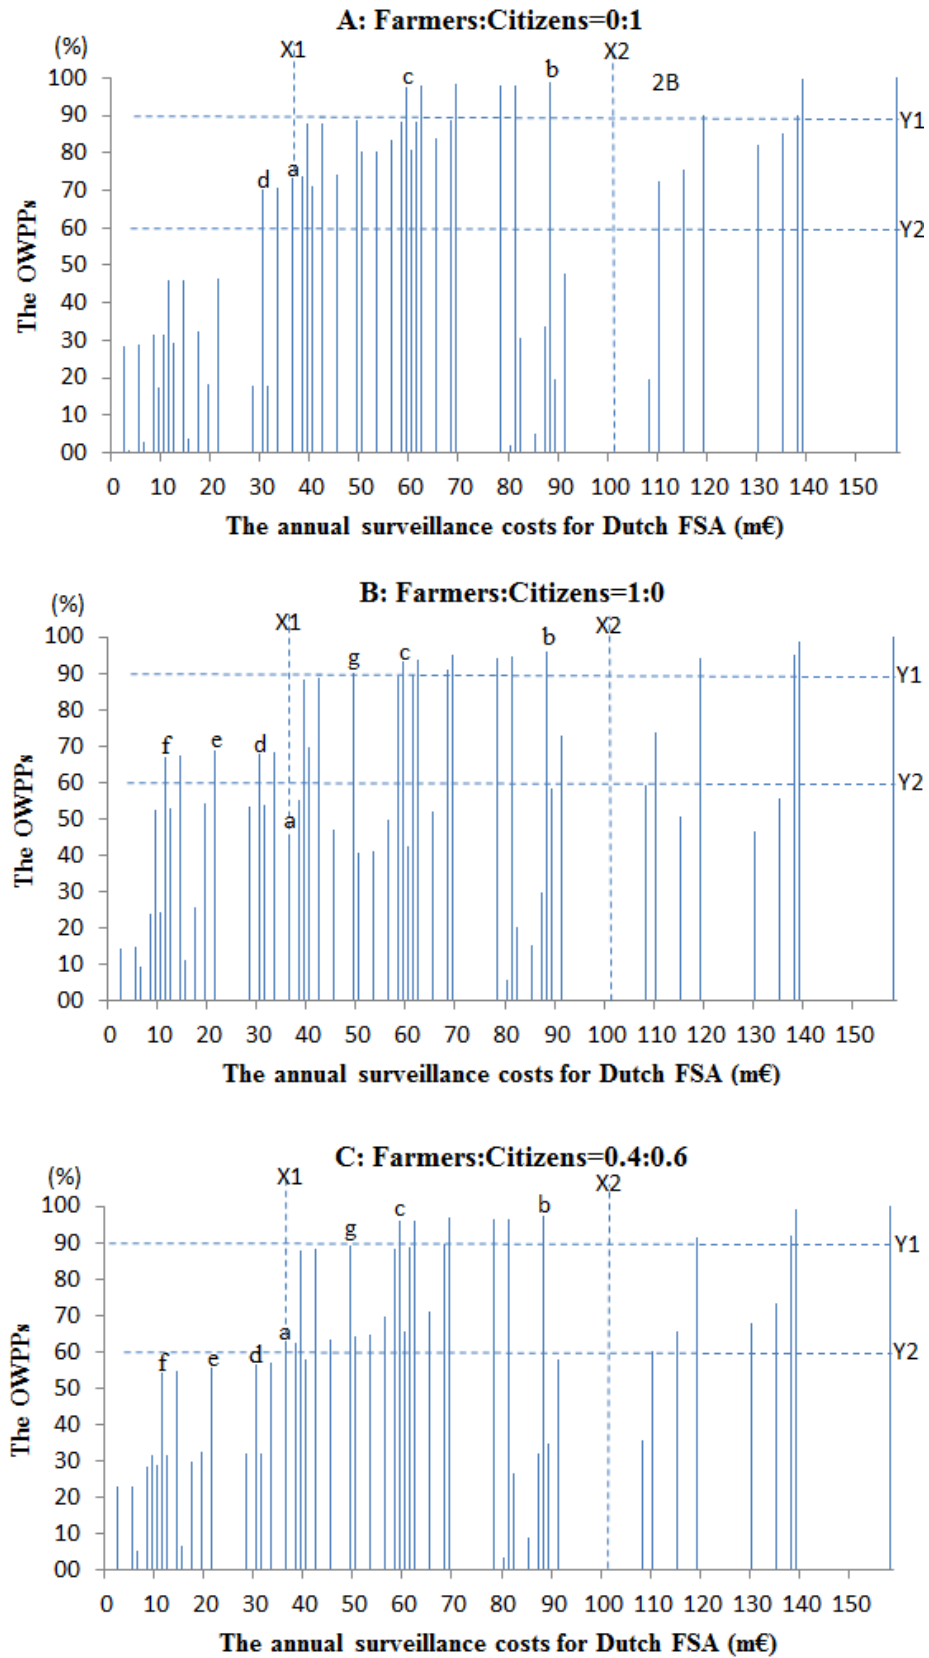 A: Farmers:Citizens=0:1
(%)
X1
X2
c
b
2B
100
90
Y1
80
a
d
70
60
Y2
50
40
30
20
10
00
The OWPPs
0 10 20 30 40 50 60 70 80 90 100 110 120 130 140 150
The annual surveillance costs for Dutch FSA (m€)
B: Farmers:Citizens=1:0
(%)
X1
X2
100
b
g
c
90
Y1
80
f
e
d
70
60
Y2
50
a
40
30
20
10
00
The OWPPs
0 10 20 30 40 50 60 70 80 90 100 110 120 130 140 150
The annual surveillance costs for Dutch FSA (m€)
C: Farmers:Citizens=0.4:0.6
(%)
X1
X2
100
c
b
g
90
Y1
80
70
a
60
f
e
d
Y2
50
40
30
20
10
00
The OWPPs
0 10 20 30 40 50 60 70 80 90 100 110 120 130 140 150
The annual surveillance costs for Dutch FSA (m€)